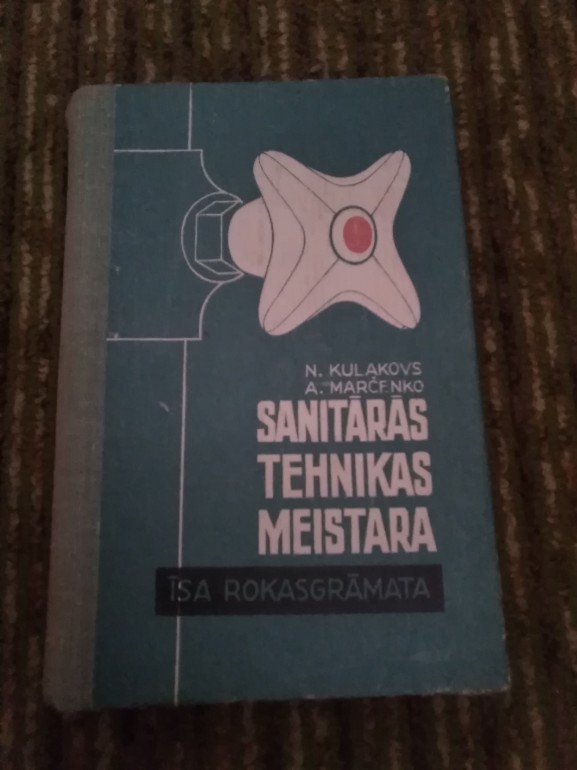 N. KULAKOVS
A. MARČENKO
SANITĀRĀS
TEHNIKAS
MEISTARA
ĪSA ROKASGRĀMATA